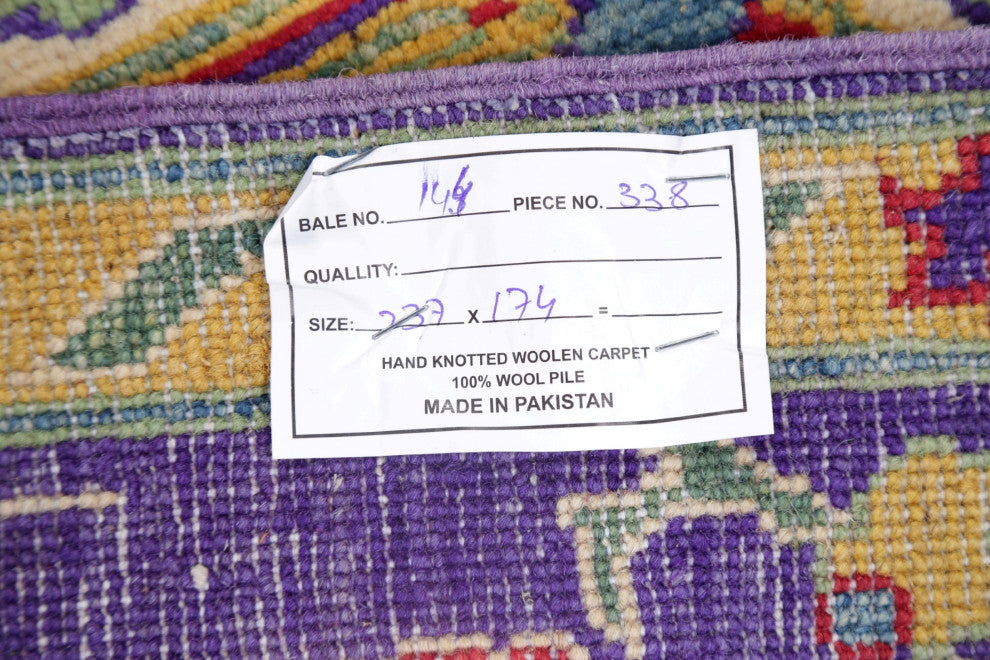 BALE NO. PIECE NO. 338
QUALLITY:
SIZE: 237 X 174 =
HAND KNOTTED WOOLEN CARPET
100% WOOL PILE
MADE IN PAKISTAN